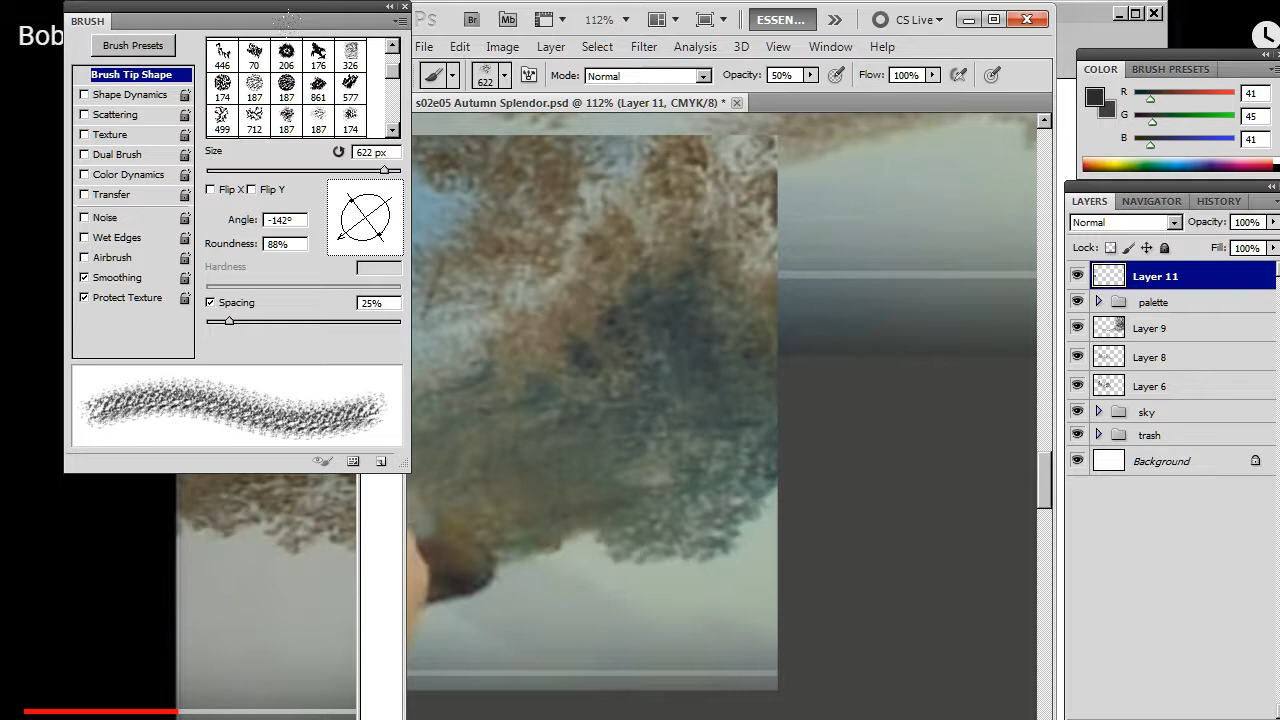 Bob
BRUSH
Brush Presets
446 70 206 176 326
174 187 187 861 577
499 712 187 187 174
Brush Tip Shape
Shape Dynamics
Scattering
Texture
Dual Brush
Color Dynamics
Transfer
Noise
Wet Edges
Airbrush
Smoothing
Protect Texture
Size 622 px
Flip X Flip Y
Angle: -142º
Roundness: 88%
Hardness
Spacing 25%
Ps Br Mb 112% ESSEN... CS Live
File Edit Image Layer Select Filter Analysis 3D View Window Help
622 Mode: Normal Opacity: 50% Flow: 100%
s02e05 Autumn Splendor.psd @ 112% (Layer 11, CMYK/8) *
COLOR BRUSH PRESETS
R 41
G 45
B 41
LAYERS NAVIGATOR HISTORY
Normal Opacity: 100%
Lock: Fill: 100%
Layer 11
palette
Layer 9
Layer 8
Layer 6
sky
trash
Background